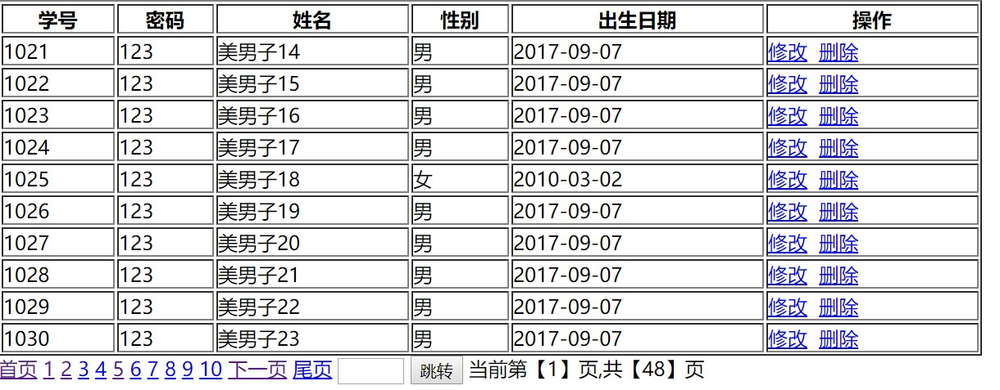 学号 密码 姓名 性别 出生日期 操作
1021 123 美男子14 男 2017-09-07 修改 删除
1022 123 美男子15 男 2017-09-07 修改 删除
1023 123 美男子16 男 2017-09-07 修改 删除
1024 123 美男子17 男 2017-09-07 修改 删除
1025 123 美男子18 女 2010-03-02 修改 删除
1026 123 美男子19 男 2017-09-07 修改 删除
1027 123 美男子20 男 2017-09-07 修改 删除
1028 123 美男子21 男 2017-09-07 修改 删除
1029 123 美男子22 男 2017-09-07 修改 删除
1030 123 美男子23 男 2017-09-07 修改 删除
首页 1 2 3 4 5 6 7 8 9 10 下一页 尾页 跳转 当前第【1】页,共【48】页